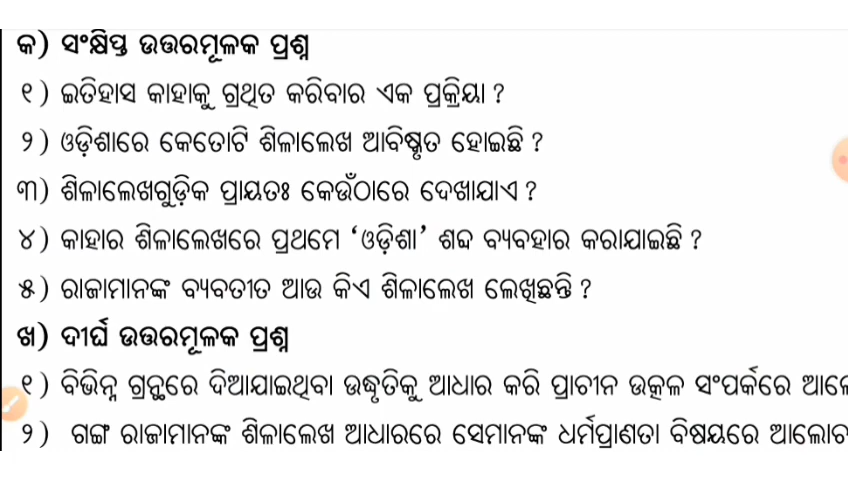 କ) ସଂକ୍ଷିପ୍ତ ଉତ୍ତରମୂଳକ ପ୍ରଶ୍ନ
୧) ଇତିହାସ କାହାକୁ ଗ୍ରଥିତ କରିବାର ଏକ ପ୍ରକ୍ରିୟା ?
୨) ଓଡ଼ିଶାରେ କେତୋଟି ଶିଳାଲେଖ ଆବିଷ୍କୃତ ହୋଇଛି ?
୩) ଶିଳାଲେଖଗୁଡ଼ିକ ପ୍ରାୟତଃ କେଉଁଠାରେ ଦେଖାଯାଏ ?
୪) କାହାର ଶିଳାଲେଖରେ ପ୍ରଥମେ ‘ଓଡ଼ିଶା’ ଶବ୍ଦ ବ୍ୟବହାର କରାଯାଇଛି ?
୫) ରାଜାମାନଙ୍କ ବ୍ୟବତୀତ ଆଉ କିଏ ଶିଳାଲେଖ ଲେଖିଛନ୍ତି ?
ଖ) ଦୀର୍ଘ ଉତ୍ତରମୂଳକ ପ୍ରଶ୍ନ
୧) ବିଭିନ୍ନ ଗ୍ରନ୍ଥରେ ଦିଆଯାଇଥିବା ଉଦ୍ଧୃତିକୁ ଆଧାର କରି ପ୍ରାଚୀନ ଉତ୍କଳ ସଂପର୍କରେ
୨) ଗଙ୍ଗ ରାଜାମାନଙ୍କ ଶିଳାଲେଖ ଆଧାରରେ ସେମାନଙ୍କ ଧର୍ମପ୍ରାଣତା ବିଷୟରେ